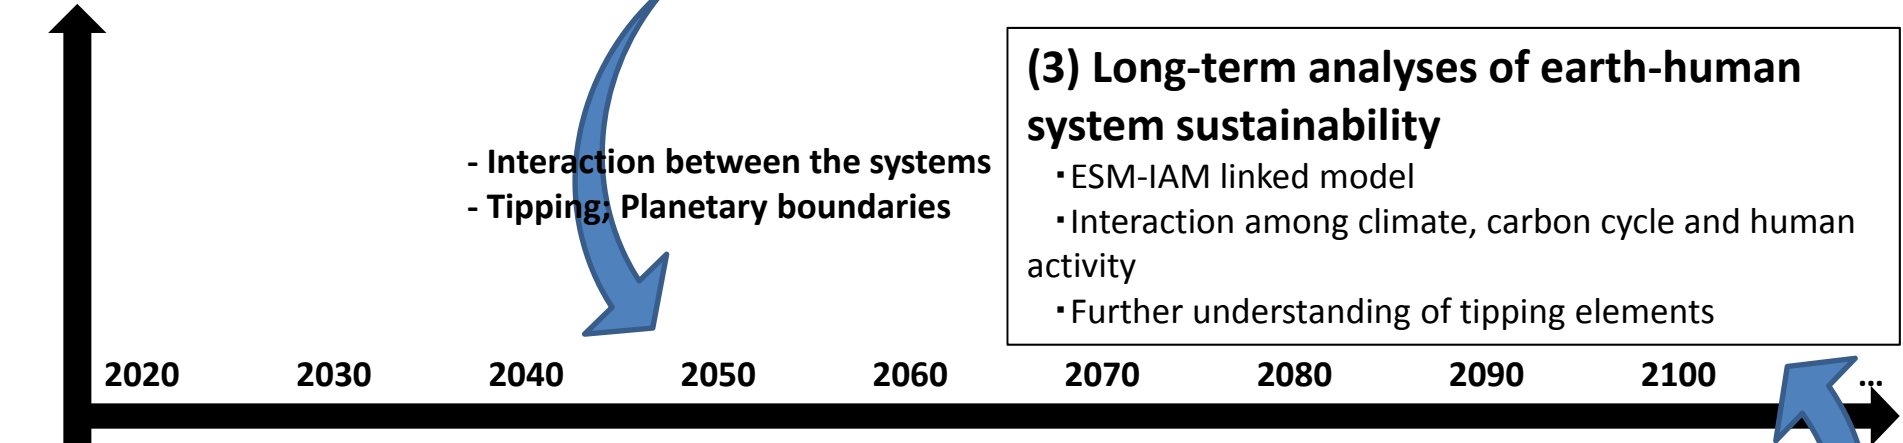 (3) Long-term analyses of earth-human
system sustainability
･ESM-IAM linked model
･Interaction among climate, carbon cycle and human
activity
･Further understanding of tipping elements
- Interaction between the systems
- Tipping; Planetary boundaries
2020 2030 2040 2050 2060 2070 2080 2090 2100 ...